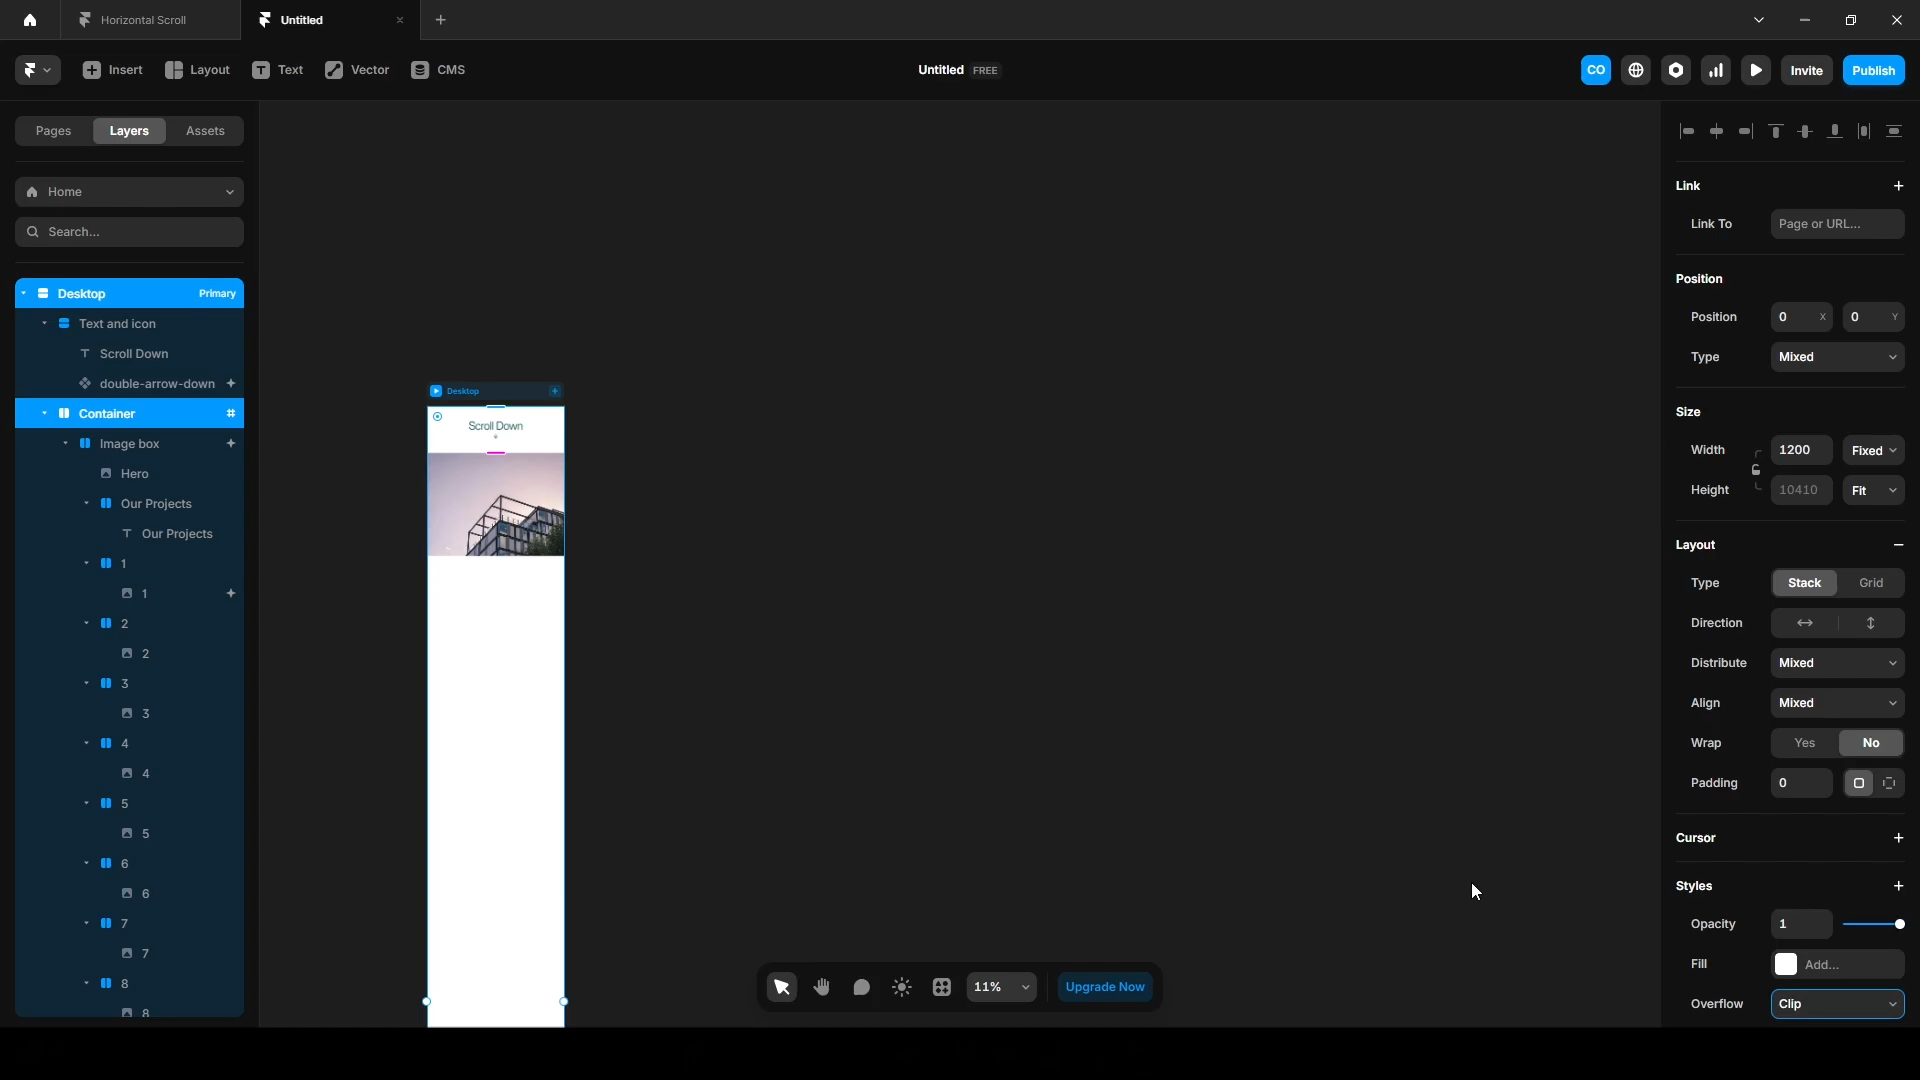 Horizontal Scroll
Untitled
Insert
Layout
Text
Vector
CMS
Untitled FREE
CO
Invite
Publish
Pages
Layers
Assets
Home
Search...
Desktop Primary
Text and icon
Scroll Down
double-arrow-down
Container
Image box
Hero
Our Projects
Our Projects
1
1
2
2
3
3
4
4
5
5
6
6
7
7
8
8
Desktop
Scroll Down
11%
Upgrade Now
Link
Link To Page or URL...
Position
Position 0 X 0 Y
Type Mixed
Size
Width 1200 Fixed
Height 10410 Fit
Layout
Type Stack Grid
Direction
Distribute Mixed
Align Mixed
Wrap Yes No
Padding 0
Cursor
Styles
Opacity 1
Fill Add...
Overflow Clip